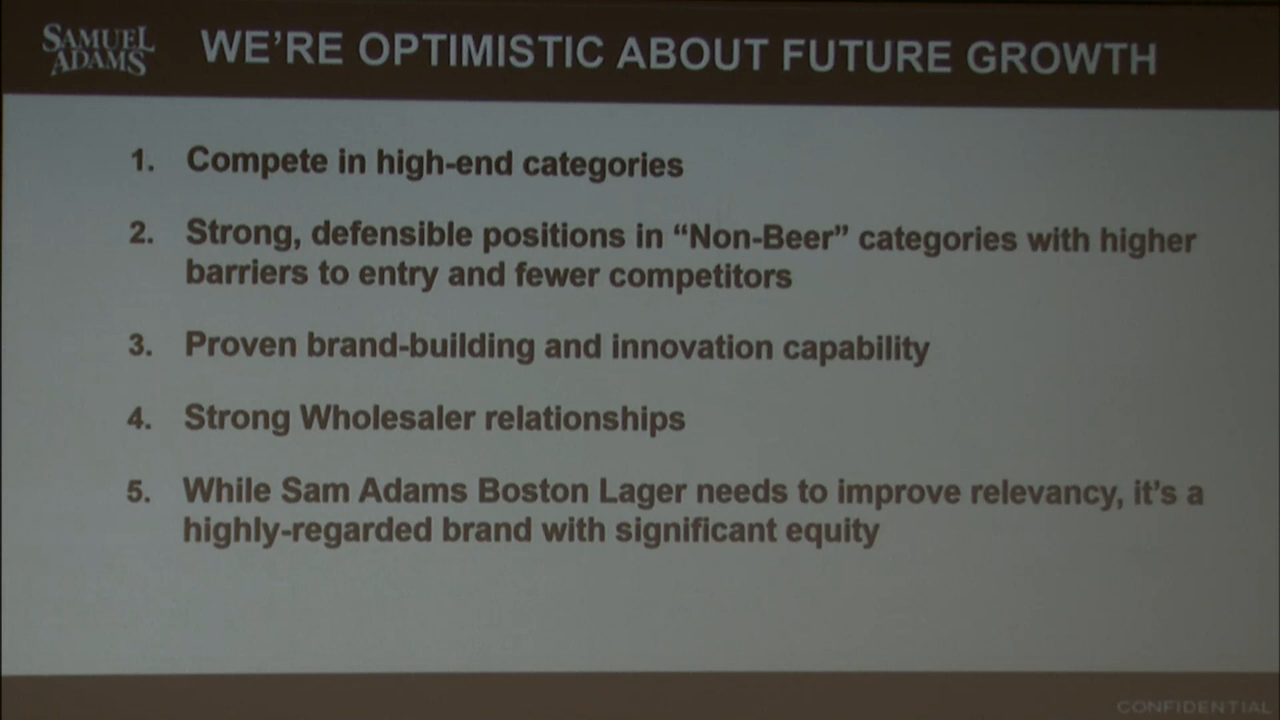 SAMUEL
ADAMS
WE'RE OPTIMISTIC ABOUT FUTURE GROWTH
1. Compete in high-end categories
2. Strong, defensible positions in “Non-Beer” categories with higher
barriers to entry and fewer competitors
3. Proven brand-building and innovation capability
4. Strong Wholesaler relationships
5. While Sam Adams Boston Lager needs to improve relevancy, it's a
highly-regarded brand with significant equity
CONFIDENTIAL